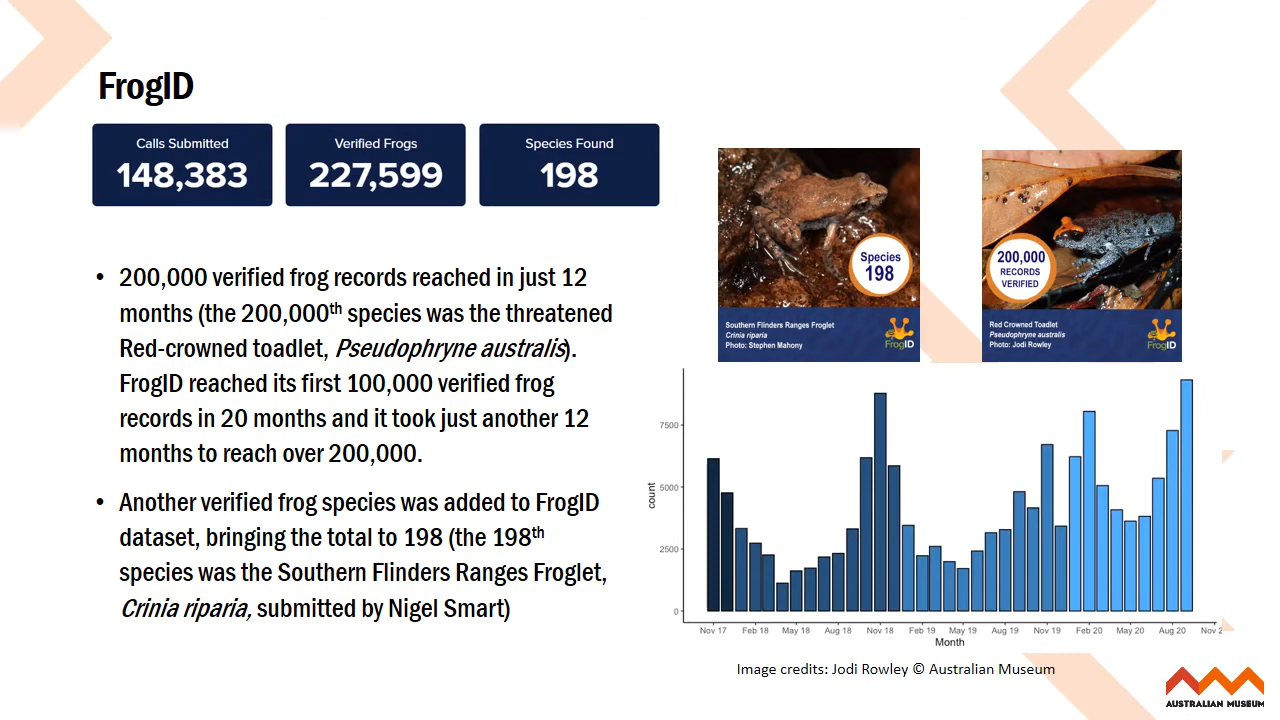 FrogID
Calls Submitted
148,383
Verified Frogs
227,599
Species Found
198
• 200,000 verified frog records reached in just 12
months (the 200,000th species was the threatened
Red-crowned toadlet, Pseudophryne australis).
FrogID reached its first 100,000 verified frog
records in 20 months and it took just another 12
months to reach over 200,000.
• Another verified frog species was added to FrogID
dataset, bringing the total to 198 (the 198th
species was the Southern Flinders Ranges Froglet,
Crinia riparia, submitted by Nigel Smart)
Species
198
Southern Flinders Ranges Froglet
Crinia riparia
Photo: Stephen Mahony
FrogID
200,000
RECORDS
VERIFIED
Red Crowned Toadlet
Pseudophryne australis
Photo: Jodi Rowley
FrogID
count
7500
5000
2500
0
Nov 17 Feb 18 May 18 Aug 18 Nov 18 Feb 19 May 19 Aug 19 Nov 19 Feb 20 May 20 Aug 20 Nov 2
Month
Image credits: Jodi Rowley © Australian Museum
AUSTRALIAN MUSEUM